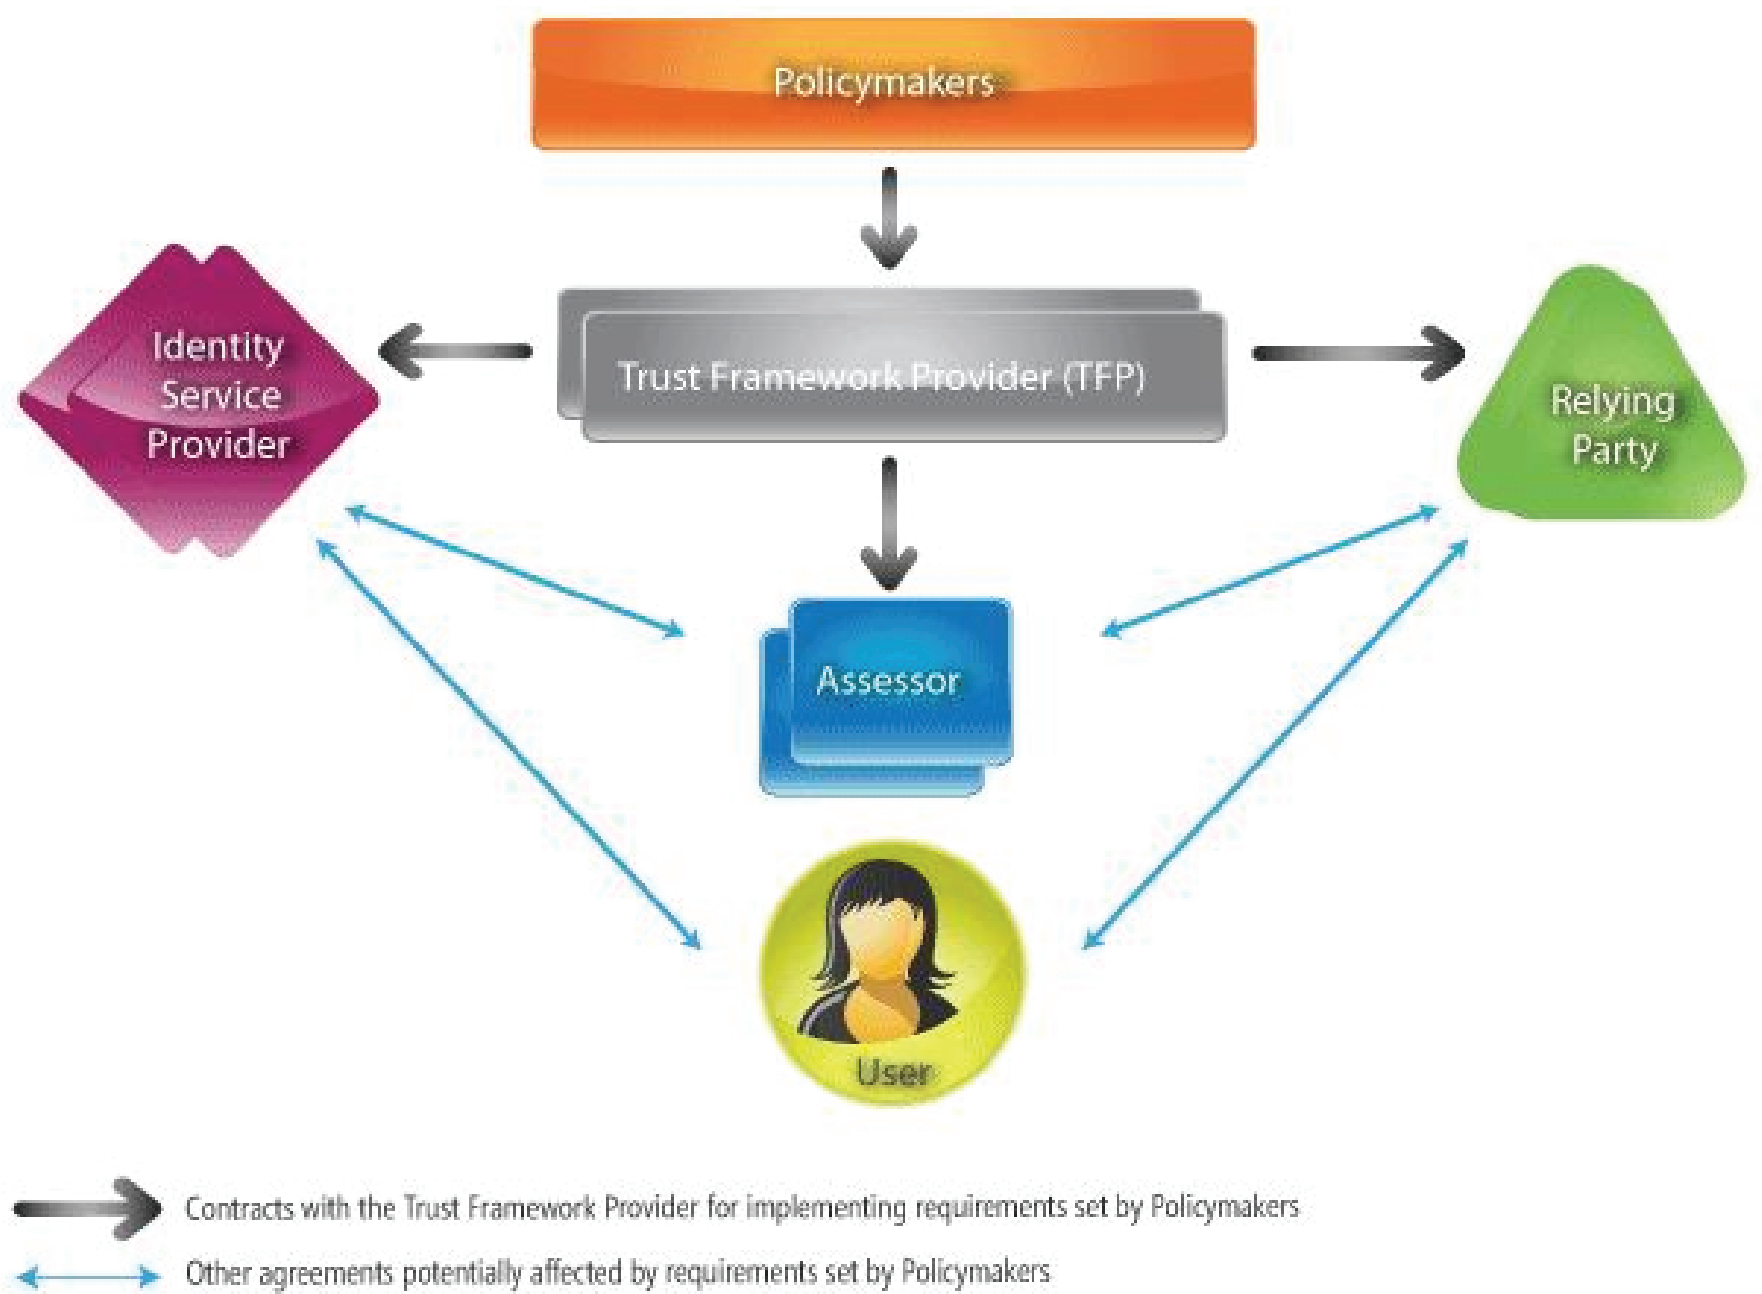 Policymakers
Trust Framework Provider (TFP)
Identity
Service
Provider
Relying
Party
Assessor
User
Contracts with the Trust Framework Provider for implementing requirements set by Policymakers
Other agreements potentially affected by requirements set by Policymakers